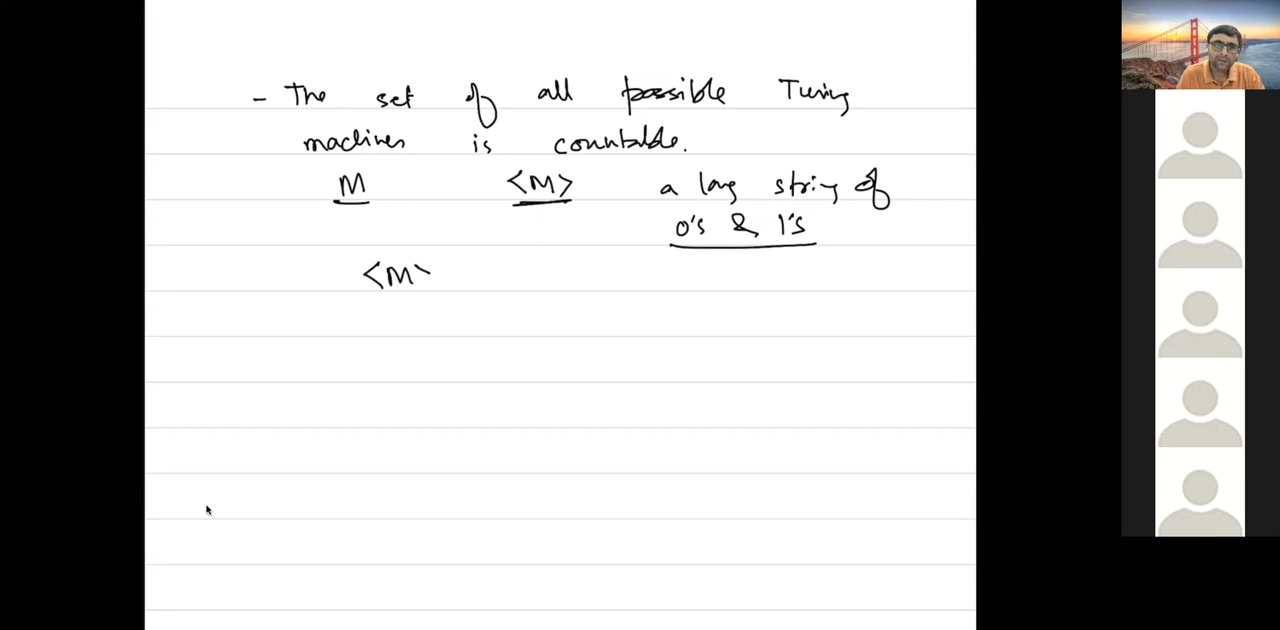 - The set of all possible Turing
machines is countable.
M <M> a long string of
0's & 1's
<M>